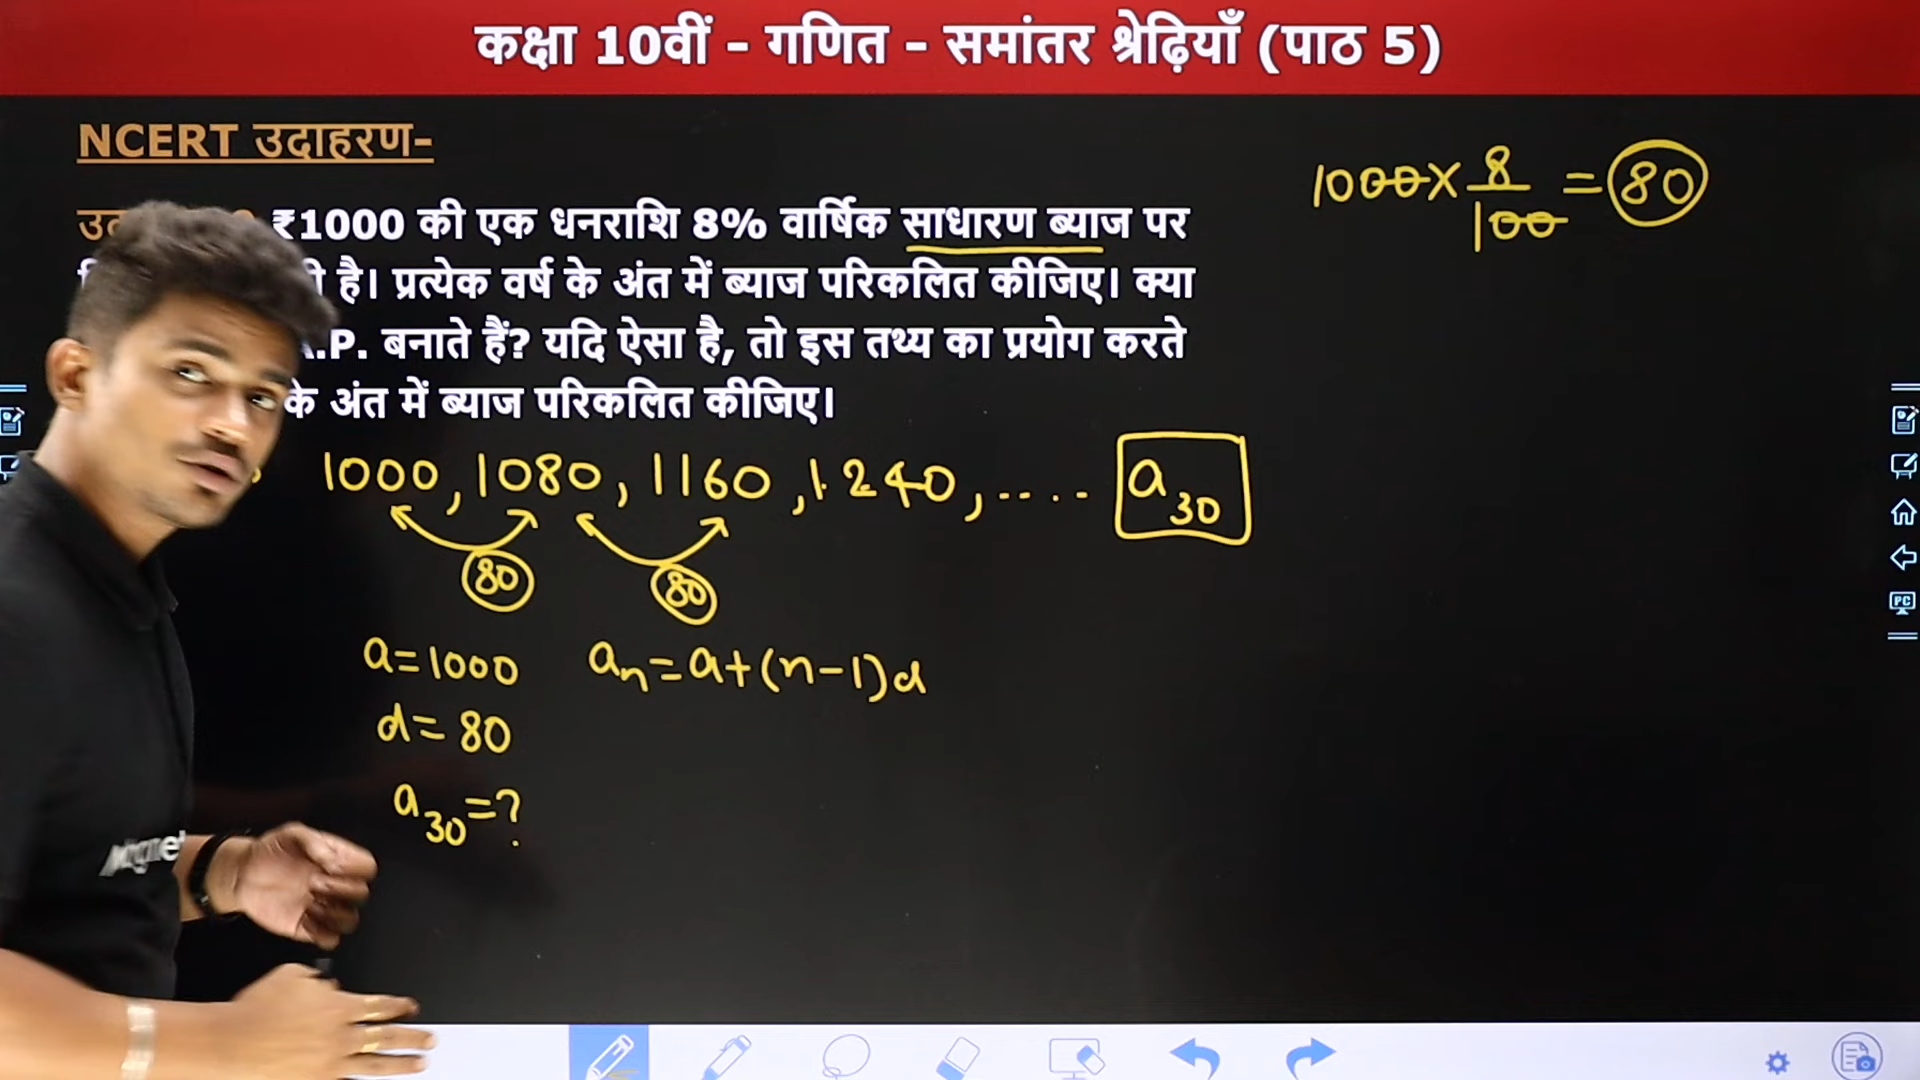 कक्षा 10वीं - गणित - समांतर श्रेढ़ियाँ (पाठ 5)
NCERT उदाहरण-
₹1000 की एक धनराशि 8% वार्षिक साधारण ब्याज पर
है। प्रत्येक वर्ष के अंत में ब्याज परिकलित कीजिए। क्या
.P. बनाते हैं? यदि ऐसा है, तो इस तथ्य का प्रयोग करते
के अंत में ब्याज परिकलित कीजिए।
1000 × 8/100 = 80
1000, 1080, 1160, 1240, .... a30
80 80
a=1000 an=a+(n-1)d
d=80
a30=?
PC